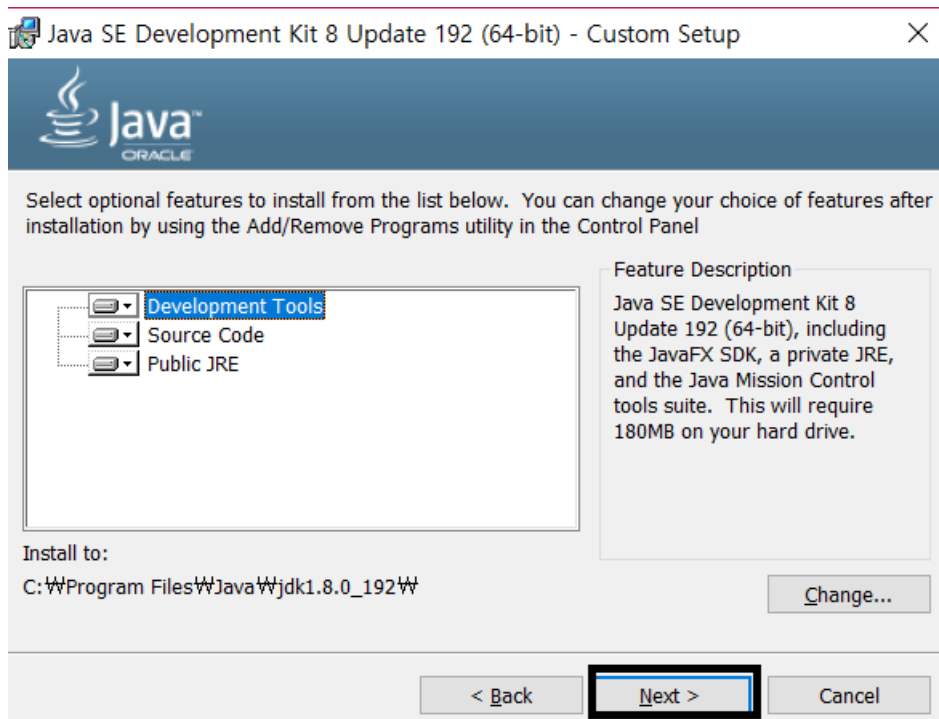 Java SE Development Kit 8 Update 192 (64-bit) - Custom Setup
Java™
ORACLE
Select optional features to install from the list below. You can change your choice of features after
installation by using the Add/Remove Programs utility in the Control Panel
Development Tools
Source Code
Public JRE
Feature Description
Java SE Development Kit 8
Update 192 (64-bit), including
the JavaFX SDK, a private JRE,
and the Java Mission Control
tools suite. This will require
180MB on your hard drive.
Install to:
C:₩Program Files₩Java₩jdk1.8.0_192₩
Change...
< Back
Next >
Cancel